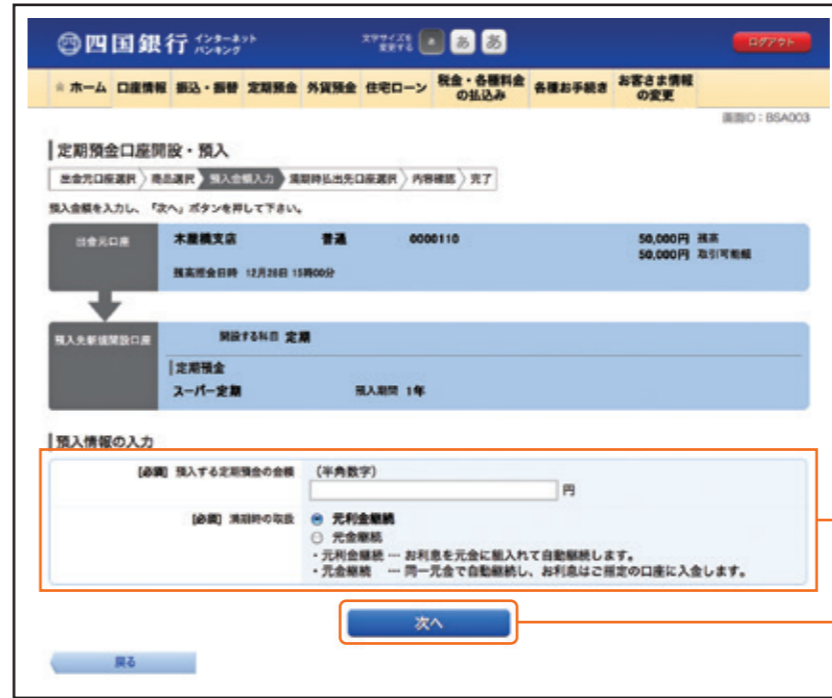 四国銀行 インターネットバンキング
文字サイズを変更する あ あ あ
ログアウト
ホーム 口座情報 振込・振替 定期預金 外貨預金 住宅ローン 税金・各種料金の払込み 各種お手続き お客さま情報の変更
画面ID：BSA003
定期預金口座開設・預入
出金元口座選択 商品選択 預入金額入力 満期時払出先口座選択 内容確認 完了
預入金額を入力し、「次へ」ボタンを押して下さい。
出金元口座 木屋橋支店 普通 0000110 50,000円 残高
50,000円 取引可能額
残高照会日時 12月28日 15時00分
預入先新規開設口座 開設する科目 定期
定期預金
スーパー定期 預入期間 1年
預入情報の入力
[必須] 預入する定期預金の金額 （半角数字）
円
[必須] 満期時の取扱 元利金継続
元金継続
・元利金継続 … お利息を元金に組入れて自動継続します。
・元金継続 … 同一元金で自動継続し、お利息はご指定の口座に入金します。
次へ
戻る